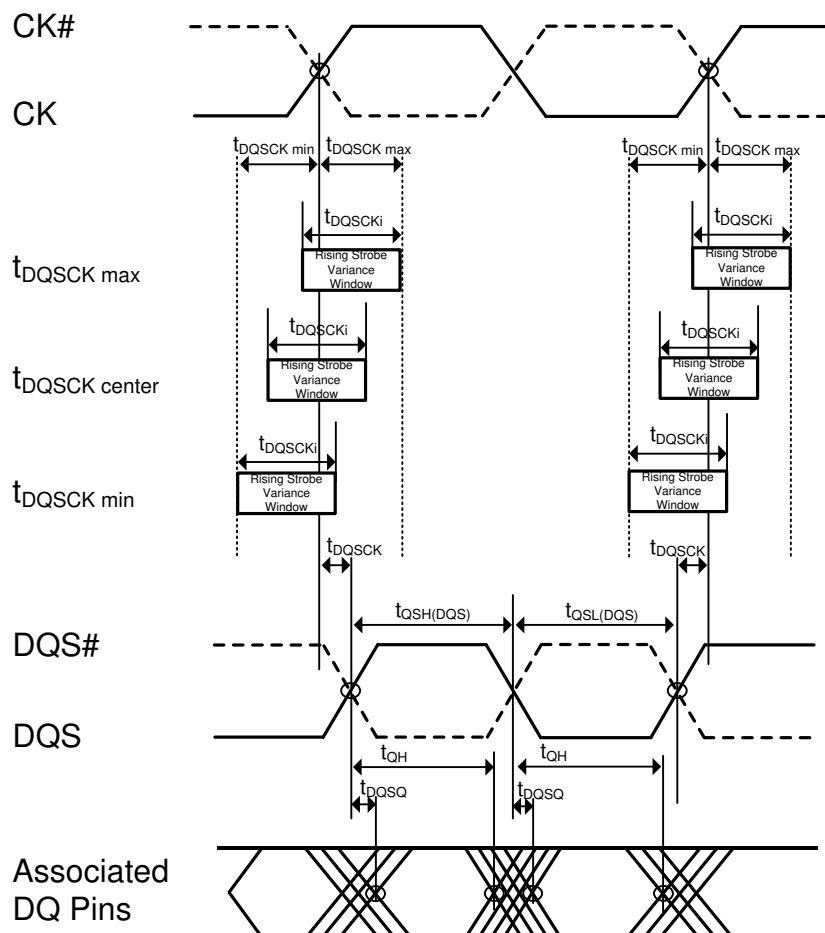 CK#
CK
tDQSCK min
tDQSCK max
tDQSCK min
tDQSCK max
tDQSCKi
tDQSCKi
tDQSCK max
Rising Strobe
Variance
Window
Rising Strobe
Variance
Window
tDQSCKi
tDQSCKi
tDQSCK center
Rising Strobe
Variance
Window
Rising Strobe
Variance
Window
tDQSCKi
tDQSCKi
tDQSCK min
Rising Strobe
Variance
Window
Rising Strobe
Variance
Window
tDQSCK
tDQSCK
tQSH(DQS)
tQSL(DQS)
DQS#
DQS
tQH
tQH
tDQSQ
tDQSQ
Associated
DQ Pins